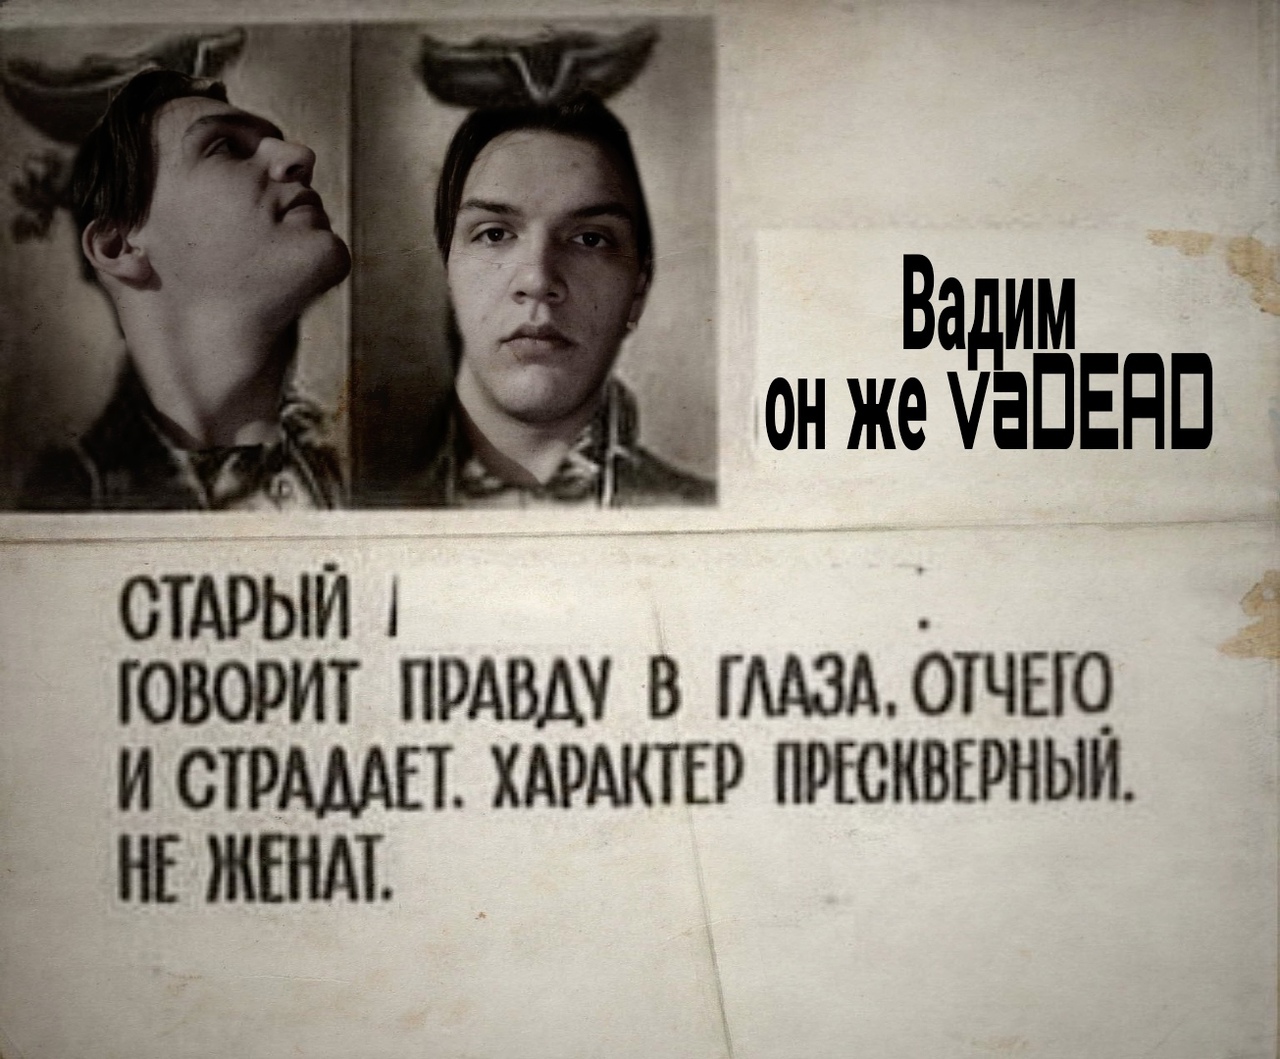 Вадим
он же vaDEAD
СТАРЫЙ
ГОВОРИТ ПРАВДУ В ГЛАЗА, ОТЧЕГО
И СТРАДАЕТ. ХАРАКТЕР ПРЕСКВЕРНЫЙ.
НЕ ЖЕНАТ.